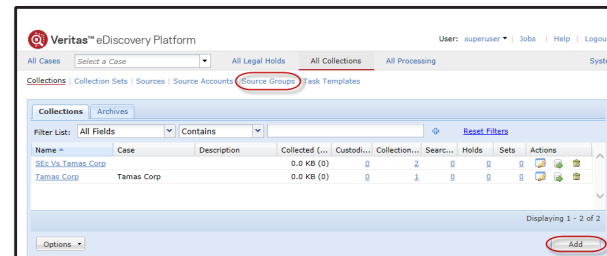 Veritas™ eDiscovery Platform
User: superuser | Jobs | Help | Logou
All Cases Select a Case All Legal Holds All Collections All Processing Syste
Collections | Collection Sets | Sources | Source Accounts | Source Groups | Task Templates
Collections Archives
Filter List: All Fields Contains Reset Filters
Name Case Description Collected (... Custodi... Collection... Searc... Holds Sets Actions
SEc Vs Tamas Corp 0.0 KB (0) 0 2 0 0 0
Tamas Corp Tamas Corp 0.0 KB (0) 0 1 0 0 0
Displaying 1 - 2 of 2
Options Add